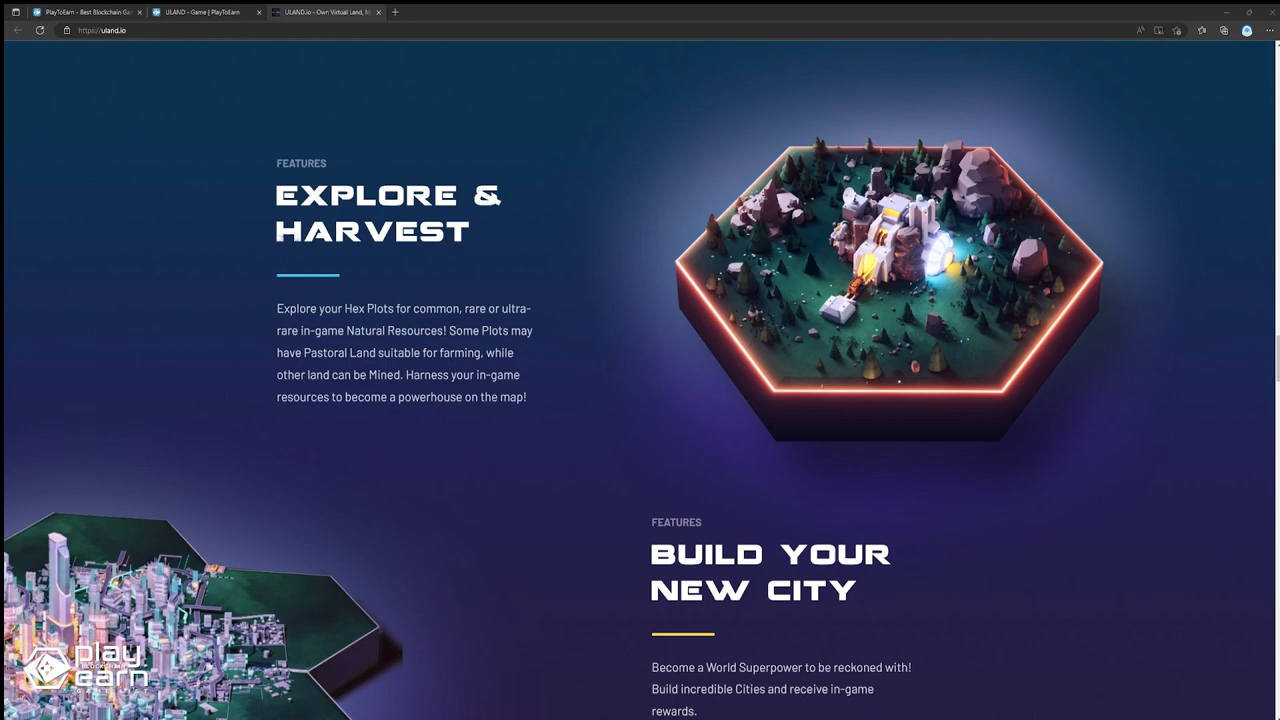 PlayToEarn - Best Blockchain Ga
ULAND - Game | PlayToEarn
ULAND.io - Own Virtual Land, M
https://uland.io
FEATURES
EXPLORE &
HARVEST
Explore your Hex Plots for common, rare or ultra-
rare in-game Natural Resources! Some Plots may
have Pastoral Land suitable for farming, while
other land can be Mined. Harness your in-game
resources to become a powerhouse on the map!
FEATURES
BUILD YOUR
NEW CITY
Become a World Superpower to be reckoned with!
Build incredible Cities and receive in-game
rewards.
play
BLOCKCHAIN
earn
GAME LIST